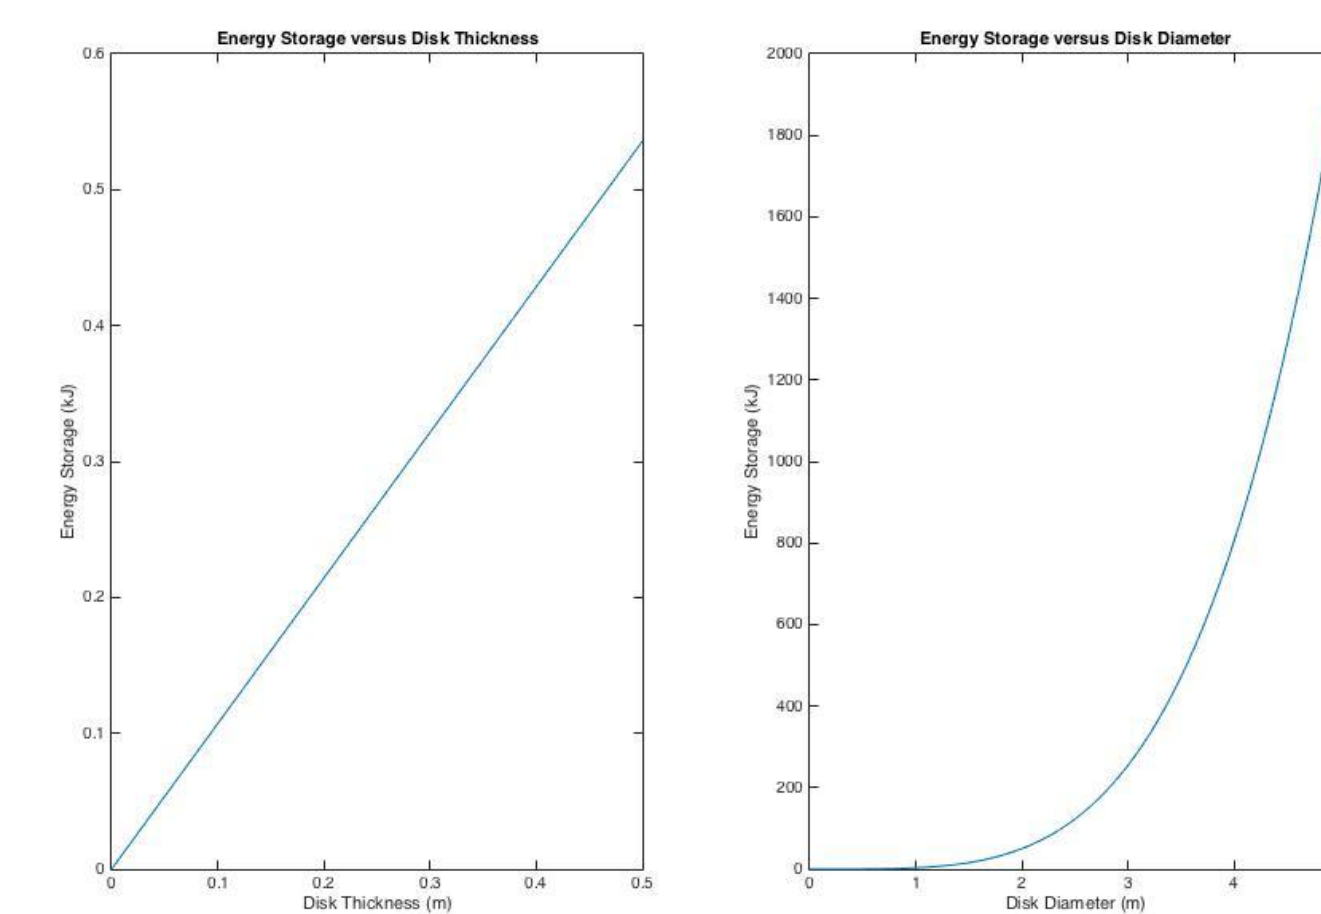 Energy Storage versus Disk Thickness
0.6
0.5
0.4
0.3
0.2
0.1
0
Energy Storage (kJ)
0 0.1 0.2 0.3 0.4 0.5
Disk Thickness (m)
Energy Storage versus Disk Diameter
2000
1800
1600
1400
1200
1000
800
600
400
200
0
Energy Storage (kJ)
0 1 2 3 4
Disk Diameter (m)